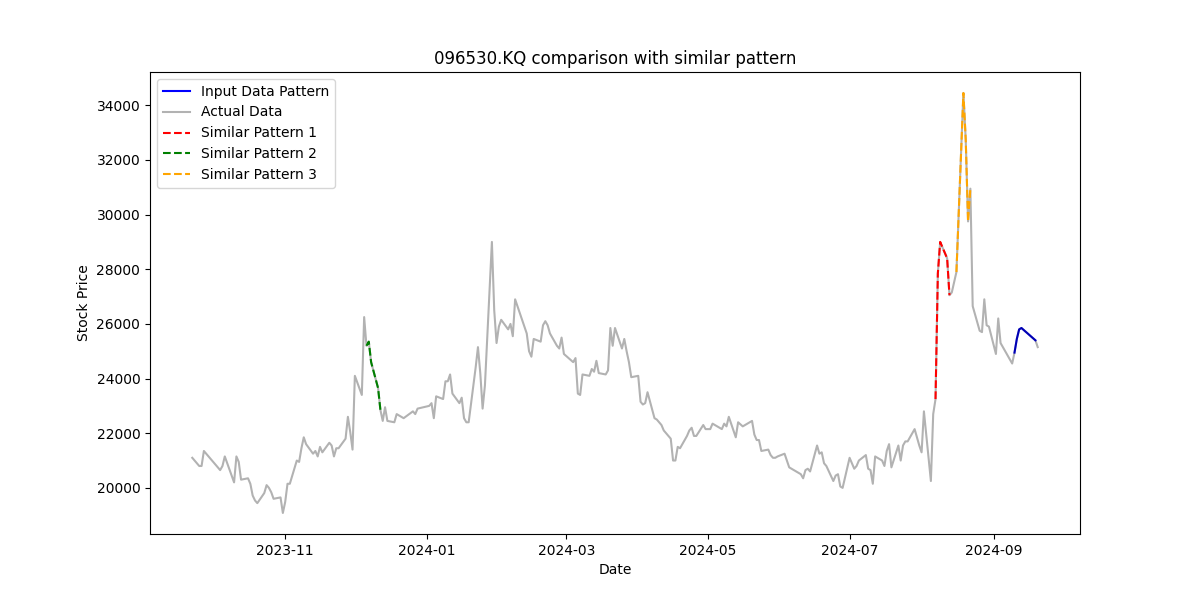 096530.KQ comparison with similar pattern
Input Data Pattern
Actual Data
Similar Pattern 1
Similar Pattern 2
Similar Pattern 3
34000
32000
30000
28000
26000
24000
22000
20000
Stock Price
2023-11 2024-01 2024-03 2024-05 2024-07 2024-09
Date